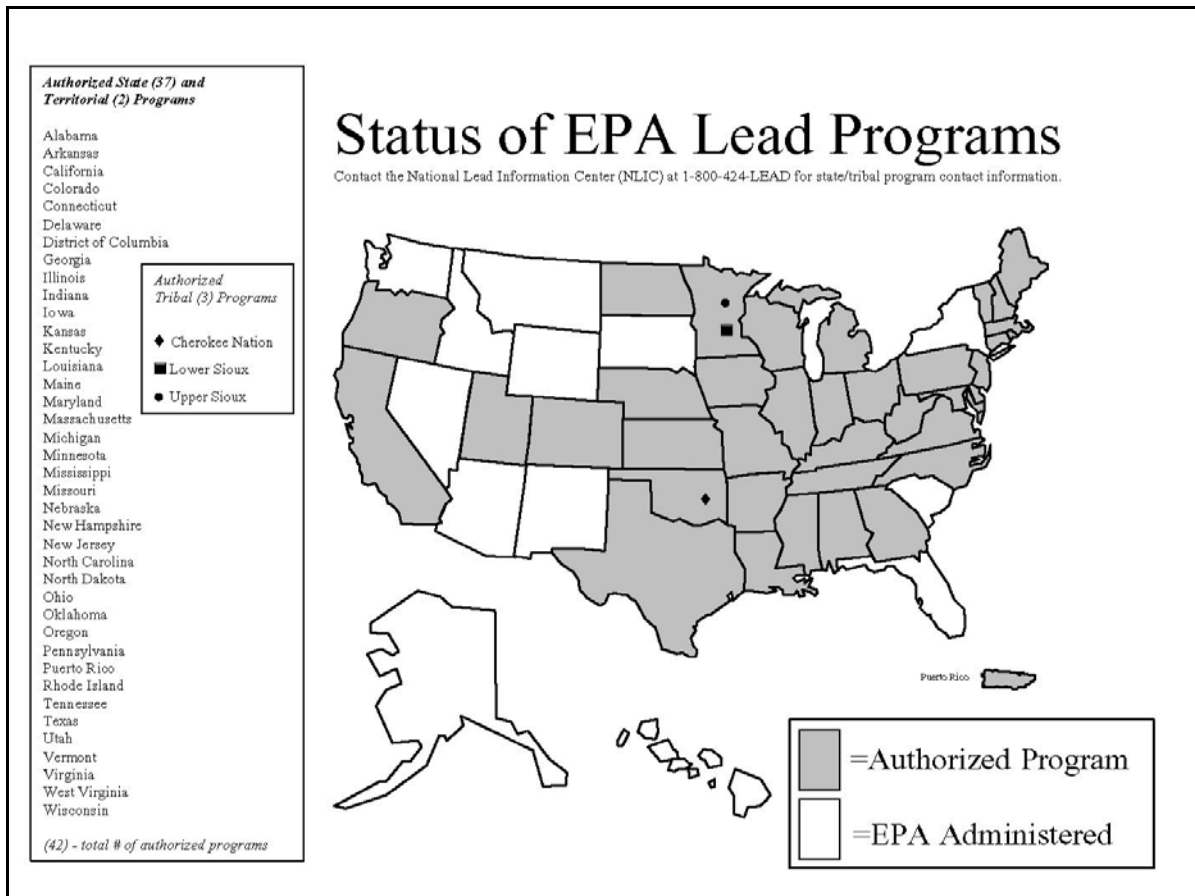 Authorized State (37) and
Territorial (2) Programs
Alabama
Arkansas
California
Colorado
Connecticut
Delaware
District of Columbia
Georgia
Illinois
Indiana
Iowa
Kansas
Kentucky
Louisiana
Maine
Maryland
Massachusetts
Michigan
Minnesota
Mississippi
Missouri
Nebraska
New Hampshire
New Jersey
North Carolina
North Dakota
Ohio
Oklahoma
Oregon
Pennsylvania
Puerto Rico
Rhode Island
Tennessee
Texas
Utah
Vermont
Virginia
West Virginia
Wisconsin
(42) - total # of authorized programs
Authorized
Tribal (3) Programs
Cherokee Nation
Lower Sioux
Upper Sioux
Status of EPA Lead Programs
Contact the National Lead Information Center (NLIC) at 1-800-424-LEAD for state/tribal program contact information.
Puerto Rico
=Authorized Program
=EPA Administered